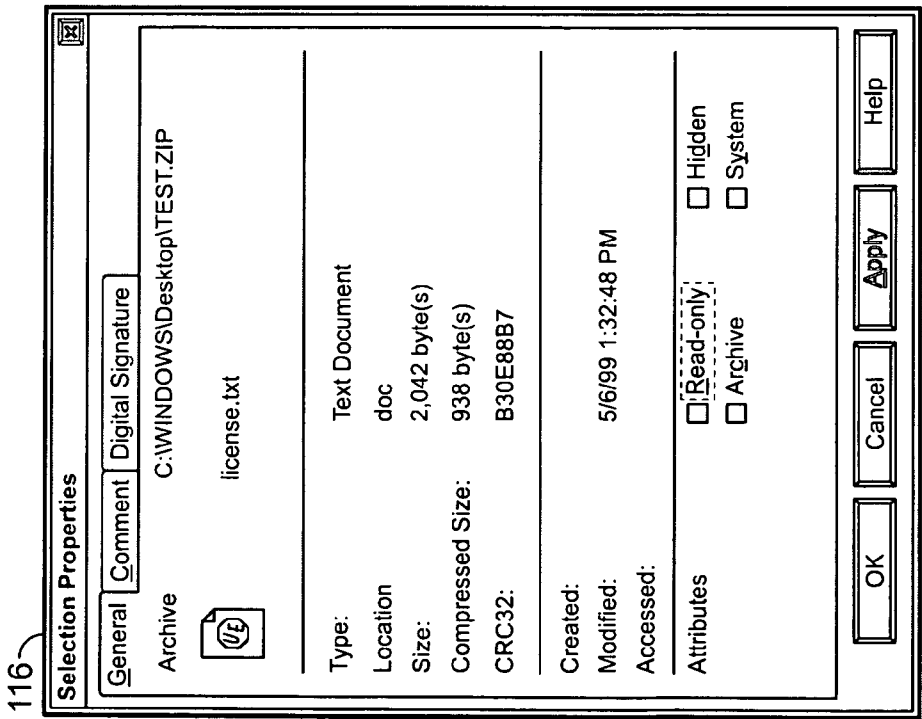 116
Selection Properties
General Comment Digital Signature
Archive C:\WINDOWS\Desktop\TEST.ZIP
UE
license.txt
Type: Text Document
Location doc
Size: 2,042 byte(s)
Compressed Size: 938 byte(s)
CRC32: B30E88B7
Created:
Modified: 5/6/99 1:32:48 PM
Accessed:
Attributes Read-only Hidden
Archive System
OK Cancel Apply Help